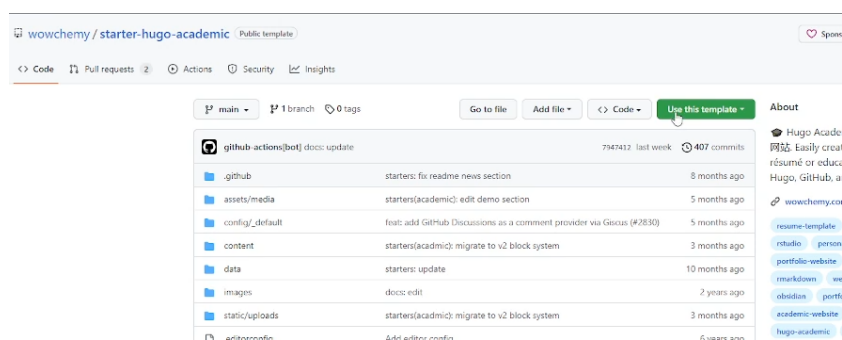 wowchemy / starter-hugo-academic Public template
Spons
Code Pull requests 2 Actions Security Insights
main 1 branch 0 tags Go to file Add file Code Use this template
About
github-actions[bot] docs: update 7947412 last week 407 commits
🎓 Hugo Acade
网站. Easily creat
résumé or educa
Hugo, GitHub, a
.github starters: fix readme news section 8 months ago
assets/media starters(academic): edit demo section 5 months ago
config/_default feat: add GitHub Discussions as a comment provider via Giscus (#2830) 5 months ago
content starters(acadmic): migrate to v2 block system 3 months ago
data starters: update 10 months ago
images docs: edit 2 years ago
static/uploads starters(acadmic): migrate to v2 block system 3 months ago
.editorconfig Add editor config 6 years ago
wowchemy.co
resume-template
rstudio person
portfolio-website
rmarkdown we
obsidian portf
academic-website
hugo-academic